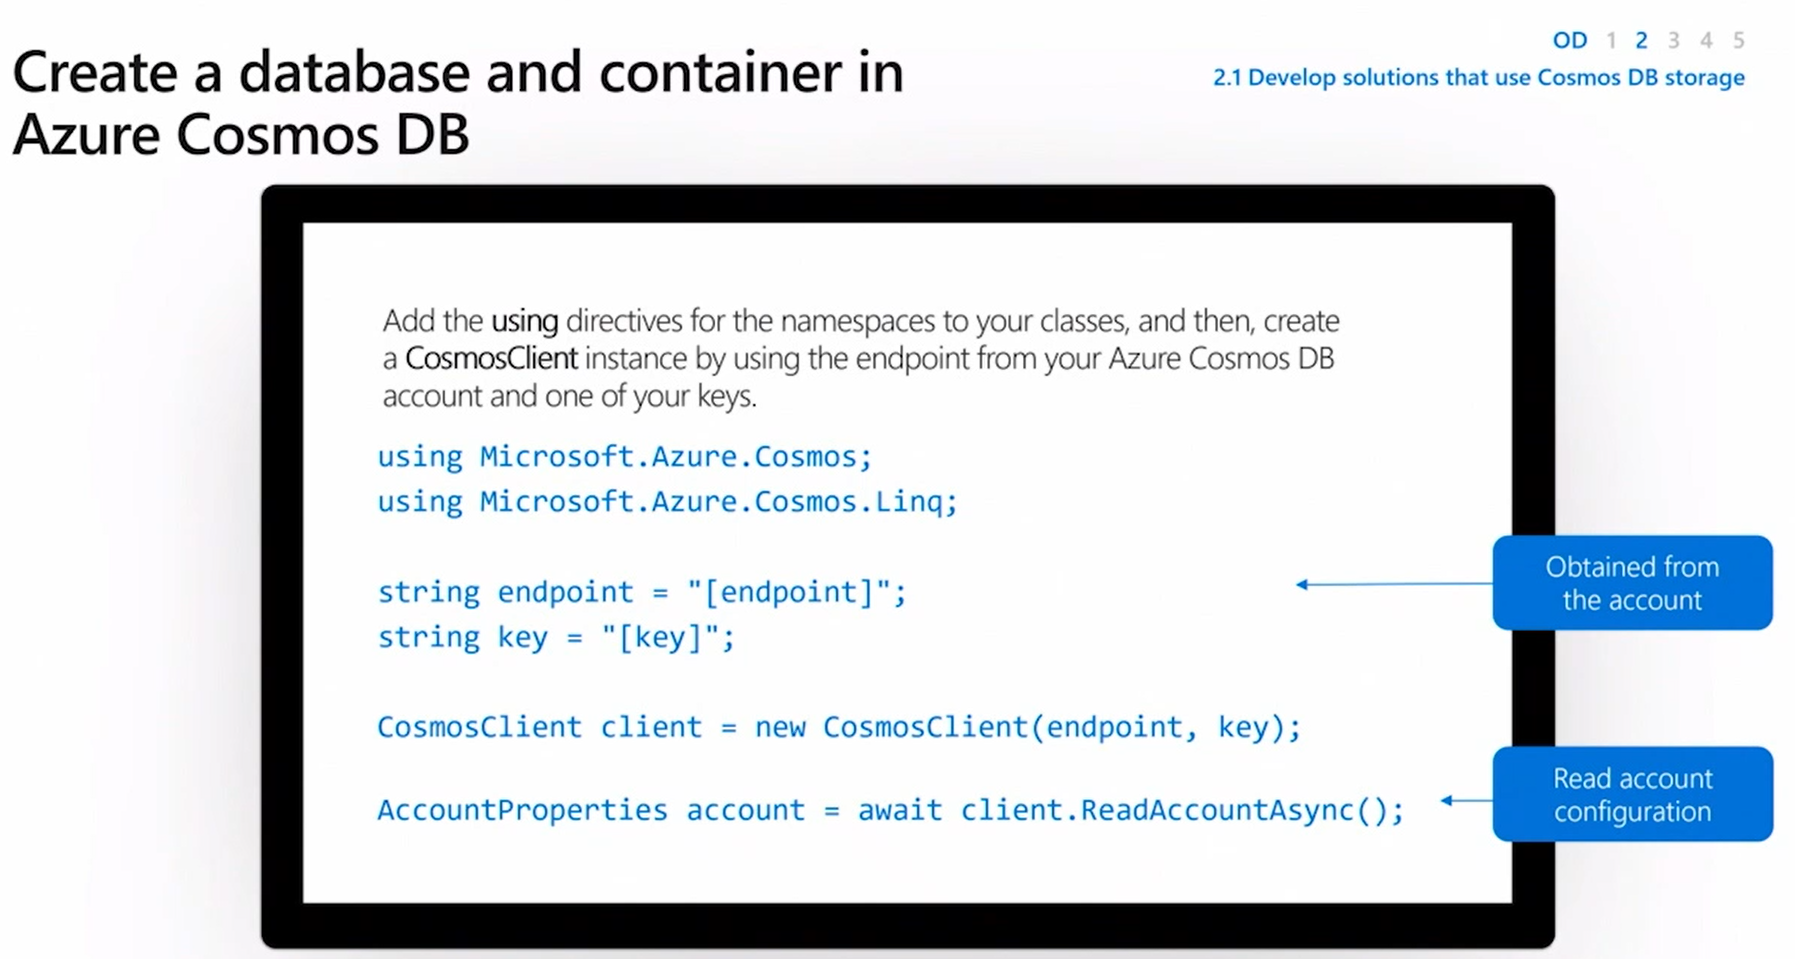 Create a database and container in
Azure Cosmos DB
OD 1 2 3 4 5
2.1 Develop solutions that use Cosmos DB storage
Add the using directives for the namespaces to your classes, and then, create
a CosmosClient instance by using the endpoint from your Azure Cosmos DB
account and one of your keys.
using Microsoft.Azure.Cosmos;
using Microsoft.Azure.Cosmos.Linq;
string endpoint = "[endpoint]";
string key = "[key]";
Obtained from
the account
CosmosClient client = new CosmosClient(endpoint, key);
AccountProperties account = await client.ReadAccountAsync();
Read account
configuration